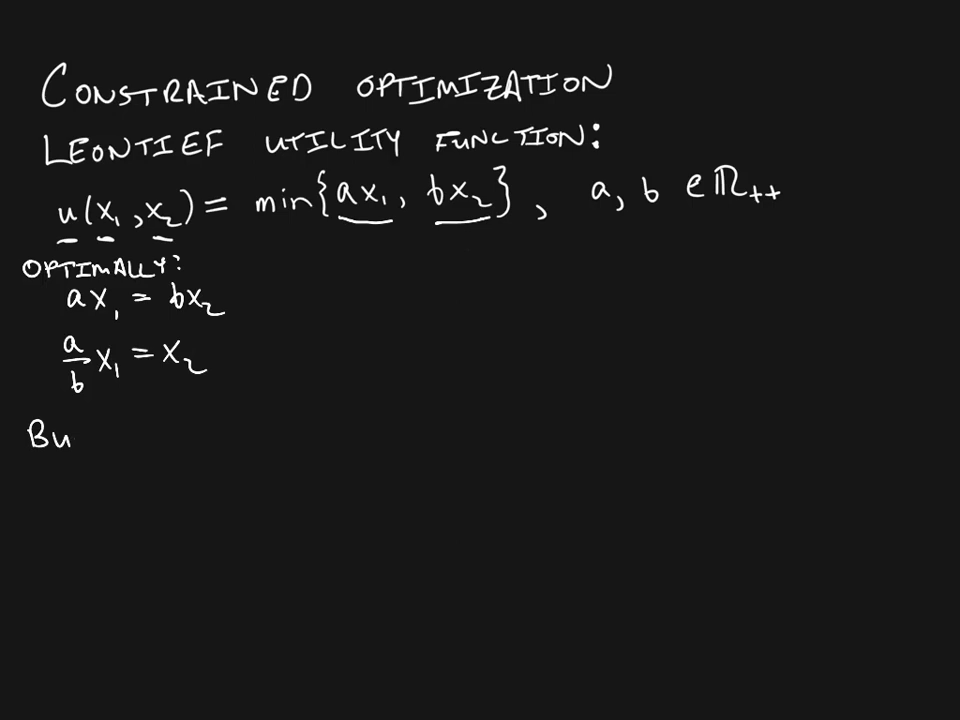 CONSTRAINED OPTIMIZATION
LEONTIEF UTILITY FUNCTION:
u(x₁,x₂) = min{ax₁, bx₂}, a, b ∈ ℝ₊₊
OPTIMALLY:
ax₁ = bx₂
a/b x₁ = x₂
Bu